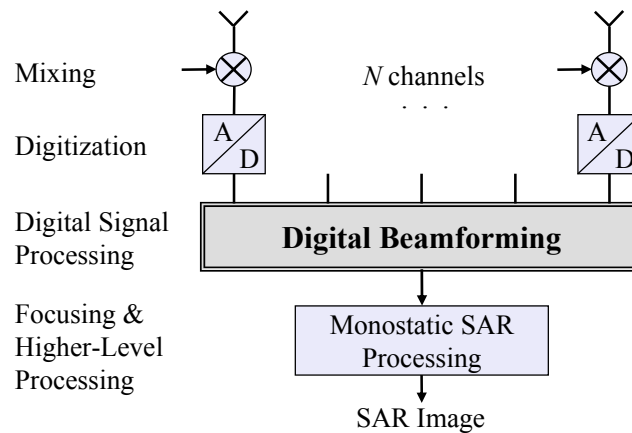 Mixing
N channels
. . .
Digitization
A
D
A
D
Digital Signal
Processing
Digital Beamforming
Focusing &
Higher-Level
Processing
Monostatic SAR
Processing
SAR Image